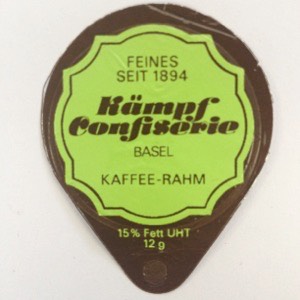 FEINES
SEIT 1894
Kämpf
Confiserie
BASEL
KAFFEE-RAHM
15% Fett UHT
12 g